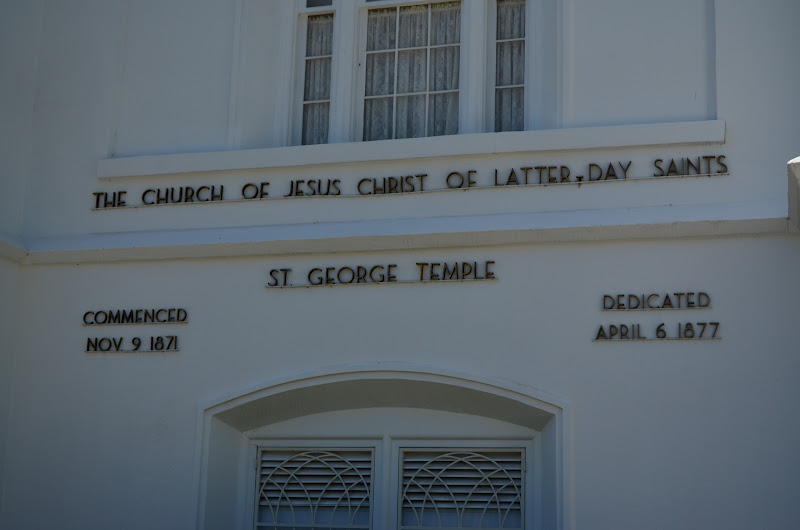 THE CHURCH OF JESUS CHRIST OF LATTER-DAY SAINTS
ST. GEORGE TEMPLE
COMMENCED
NOV. 9 1871
DEDICATED
APRIL 6 1877